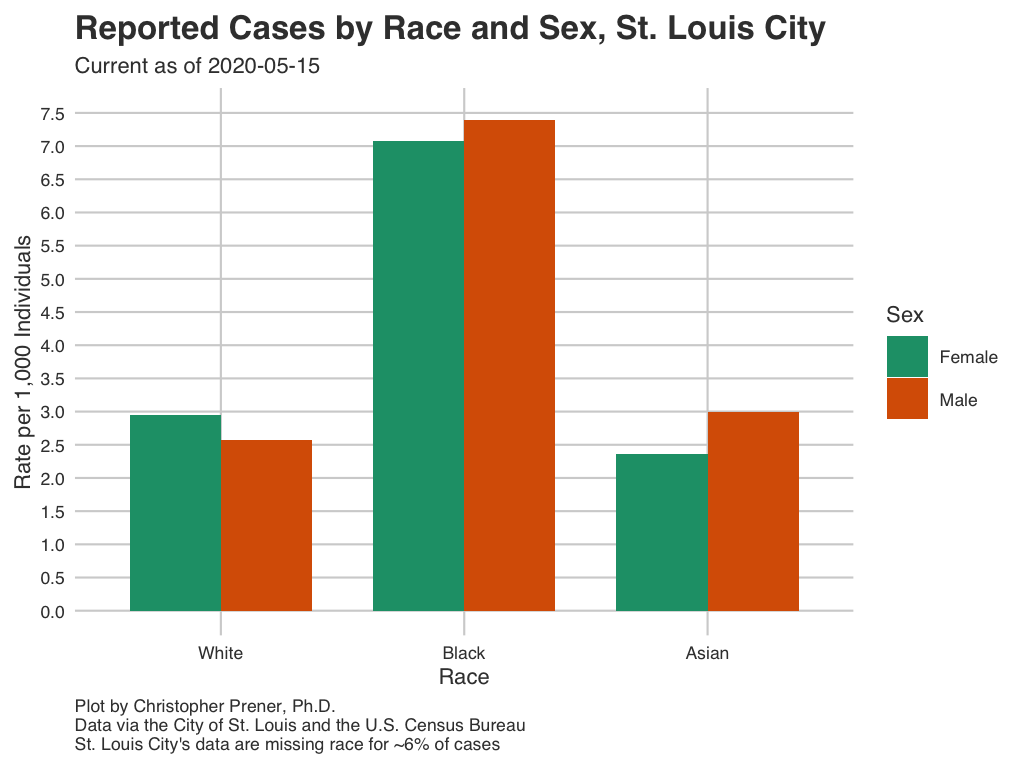 Reported Cases by Race and Sex, St. Louis City
Current as of 2020-05-15
7.5
7.0
6.5
6.0
5.5
5.0
4.5
4.0
3.5
3.0
2.5
2.0
1.5
1.0
0.5
0.0
Rate per 1,000 Individuals
White
Black
Asian
Race
Sex
Female
Male
Plot by Christopher Prener, Ph.D.
Data via the City of St. Louis and the U.S. Census Bureau
St. Louis City's data are missing race for ~6% of cases